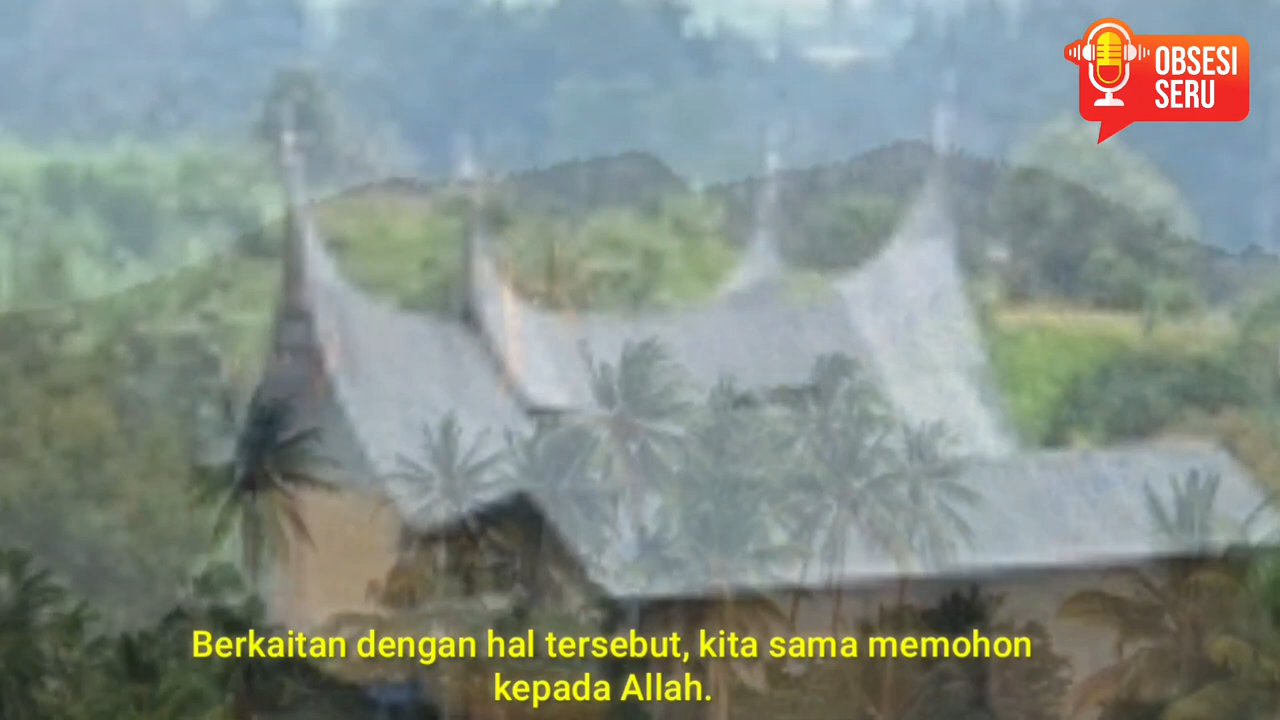 OBSESI
SERU
Berkaitan dengan hal tersebut, kita sama memohon
kepada Allah.